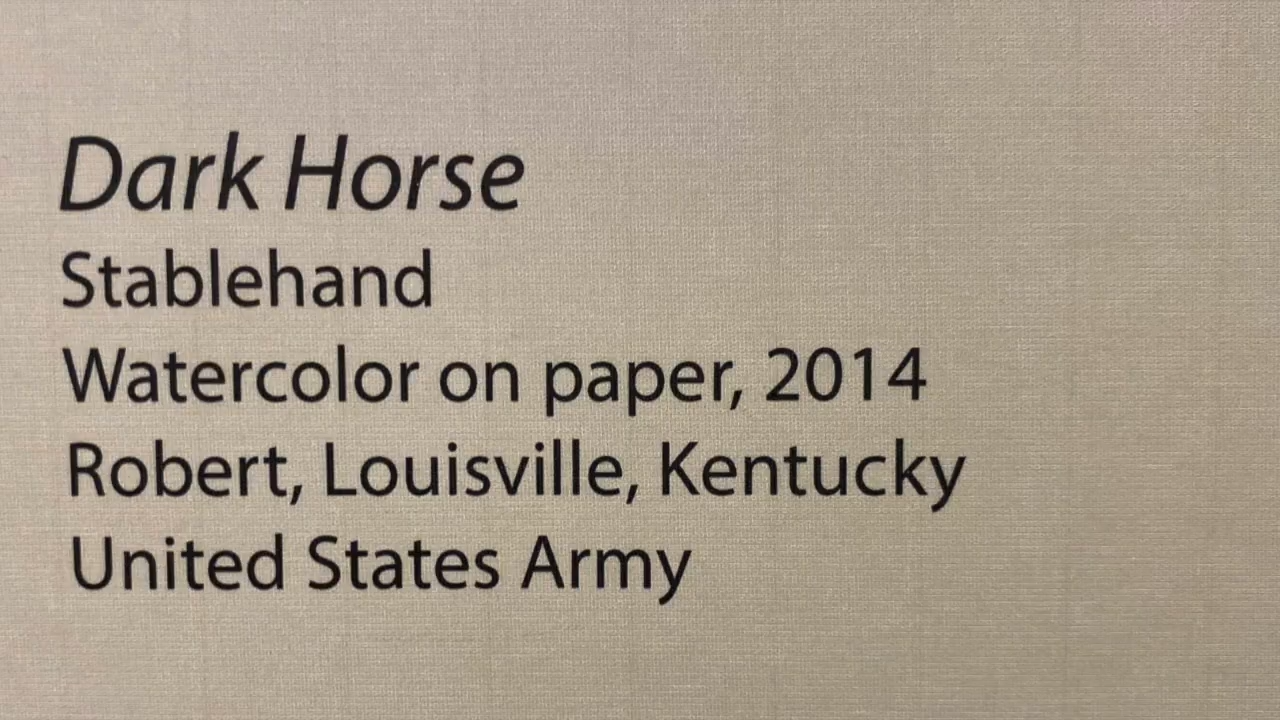 Dark Horse
Stablehand
Watercolor on paper, 2014
Robert, Louisville, Kentucky
United States Army